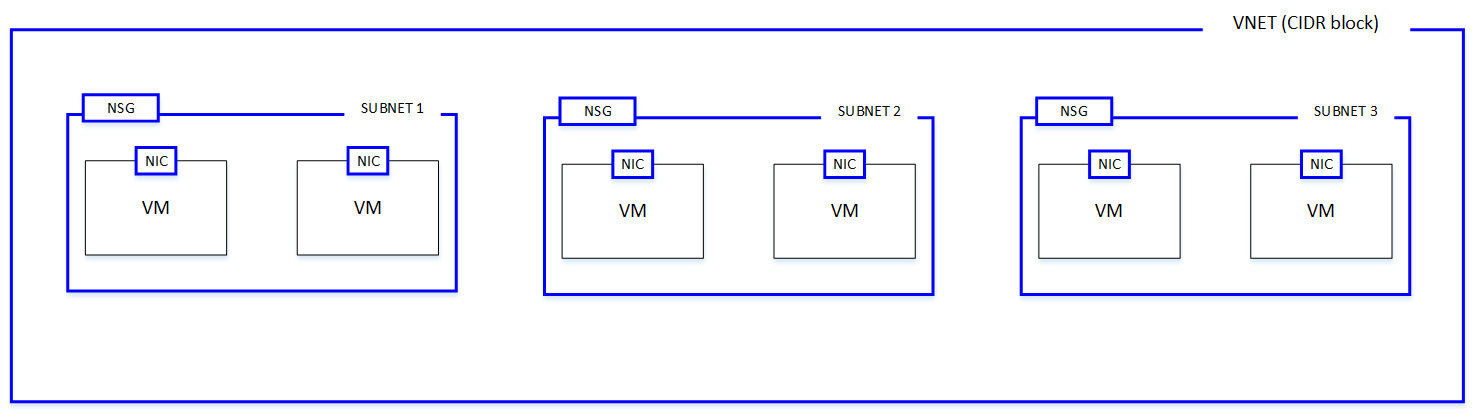 VNET (CIDR block)
NSG
SUBNET 1
NIC
VM
NIC
VM
NSG
SUBNET 2
NIC
VM
NIC
VM
NSG
SUBNET 3
NIC
VM
NIC
VM